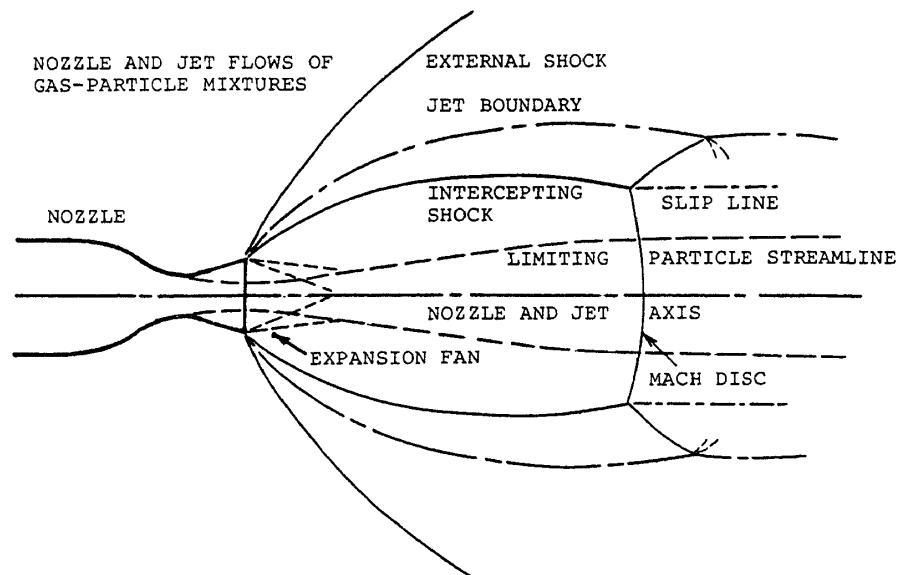 NOZZLE AND JET FLOWS OF
GAS-PARTICLE MIXTURES
EXTERNAL SHOCK
JET BOUNDARY
INTERCEPTING
SHOCK
SLIP LINE
NOZZLE
LIMITING PARTICLE STREAMLINE
NOZZLE AND JET AXIS
EXPANSION FAN
MACH DISC